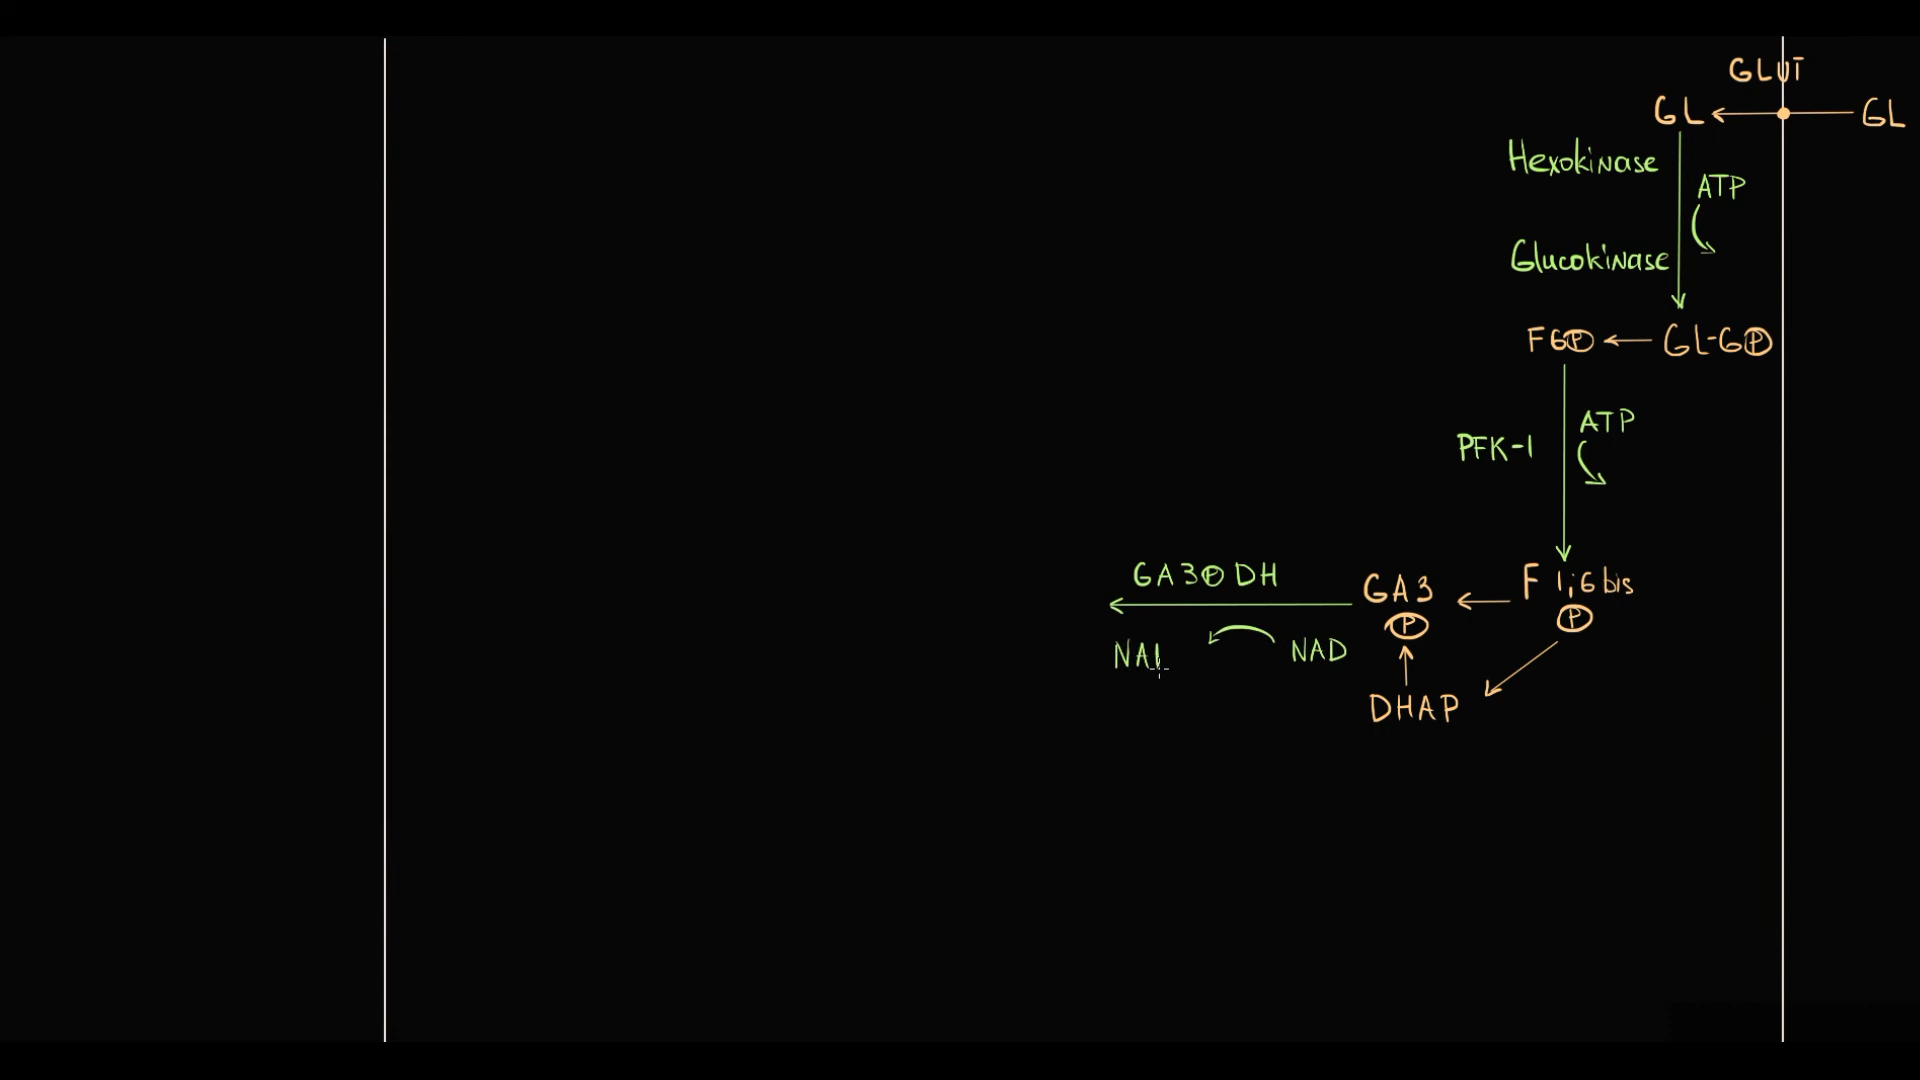 GLUT
GL ← GL
Hexokinase
ATP
Glucokinase
F6P ← GL-6P
ATP
PFK-1
GA3P DH
GA3 P ← F 1,6 bis P
NAD
DHAP